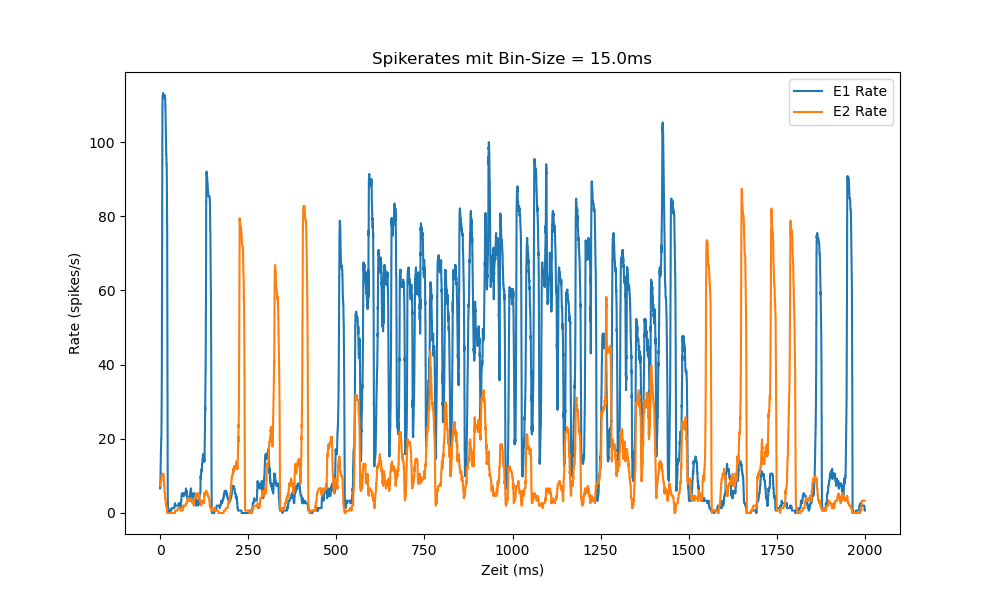 Spikerates mit Bin-Size = 15.0ms
E1 Rate
E2 Rate
Rate (spikes/s)
100
80
60
40
20
0
0 250 500 750 1000 1250 1500 1750 2000
Zeit (ms)